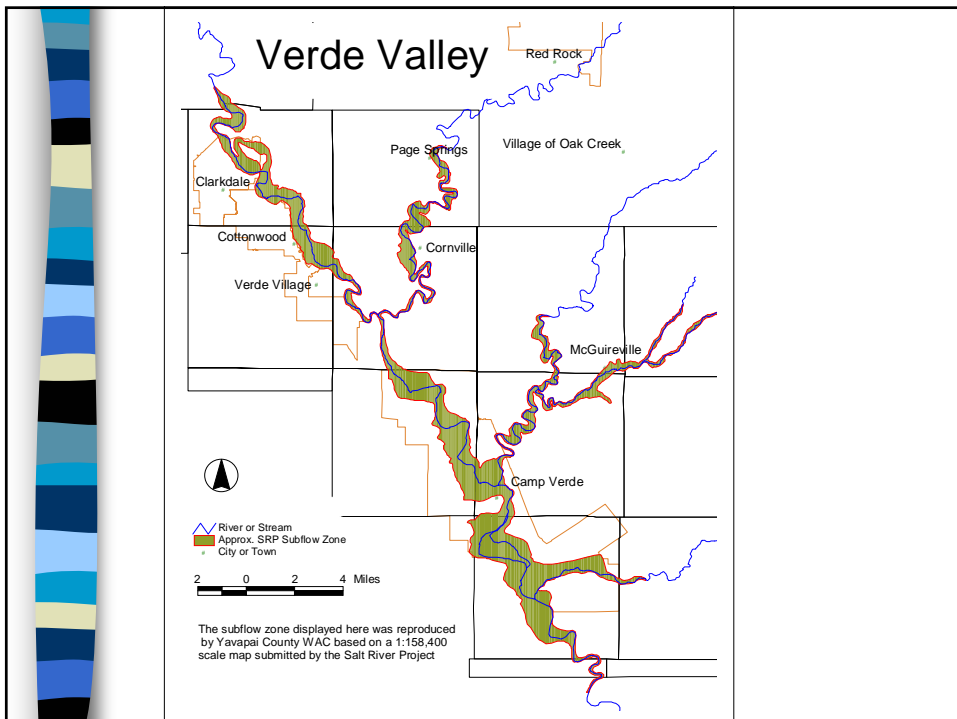 Verde Valley
Red Rock
Page Springs
Village of Oak Creek
Clarkdale
Cottonwood
Cornville
Verde Village
McGuireville
Camp Verde
River or Stream
Approx. SRP Subflow Zone
City or Town
2 0 2 4 Miles
The subflow zone displayed here was reproduced
by Yavapai County WAC based on a 1:158,400
scale map submitted by the Salt River Project